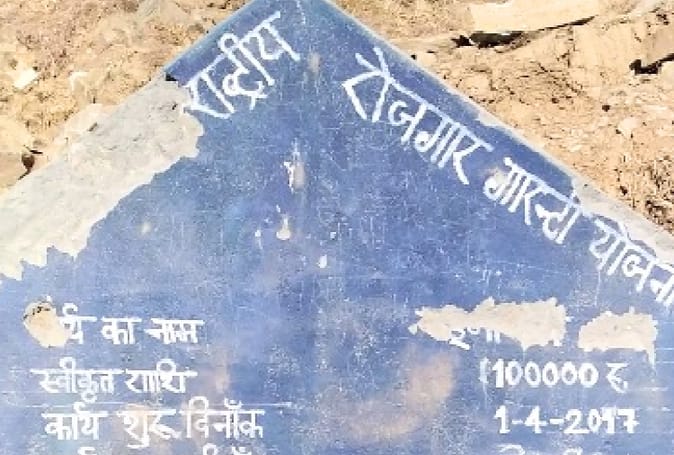 राष्ट्रीय रोजगार गारन्टी योजना
का नाम
स्वीकृत राशि 100000 रु.
कार्य शुरू दिनाँक 1-4-2017